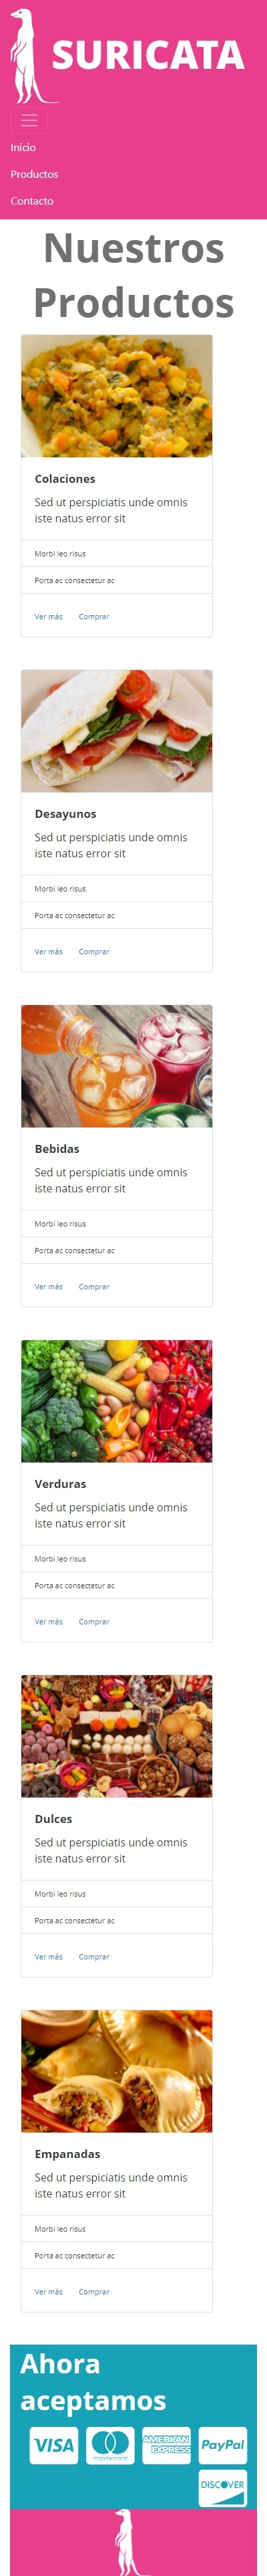 SURICATA
Inicio
Productos
Contacto
Nuestros
Productos
Colaciones
Sed ut perspiciatis unde omnis
iste natus error sit
Morbi leo risus
Porta ac consectetur ac
Ver más Comprar
Desayunos
Sed ut perspiciatis unde omnis
iste natus error sit
Morbi leo risus
Porta ac consectetur ac
Ver más Comprar
Bebidas
Sed ut perspiciatis unde omnis
iste natus error sit
Morbi leo risus
Porta ac consectetur ac
Ver más Comprar
Verduras
Sed ut perspiciatis unde omnis
iste natus error sit
Morbi leo risus
Porta ac consectetur ac
Ver más Comprar
Dulces
Sed ut perspiciatis unde omnis
iste natus error sit
Morbi leo risus
Porta ac consectetur ac
Ver más Comprar
Empanadas
Sed ut perspiciatis unde omnis
iste natus error sit
Morbi leo risus
Porta ac consectetur ac
Ver más Comprar
Ahora
aceptamos
VISA mastercard AMERICAN EXPRESS PayPal
DISCOVER